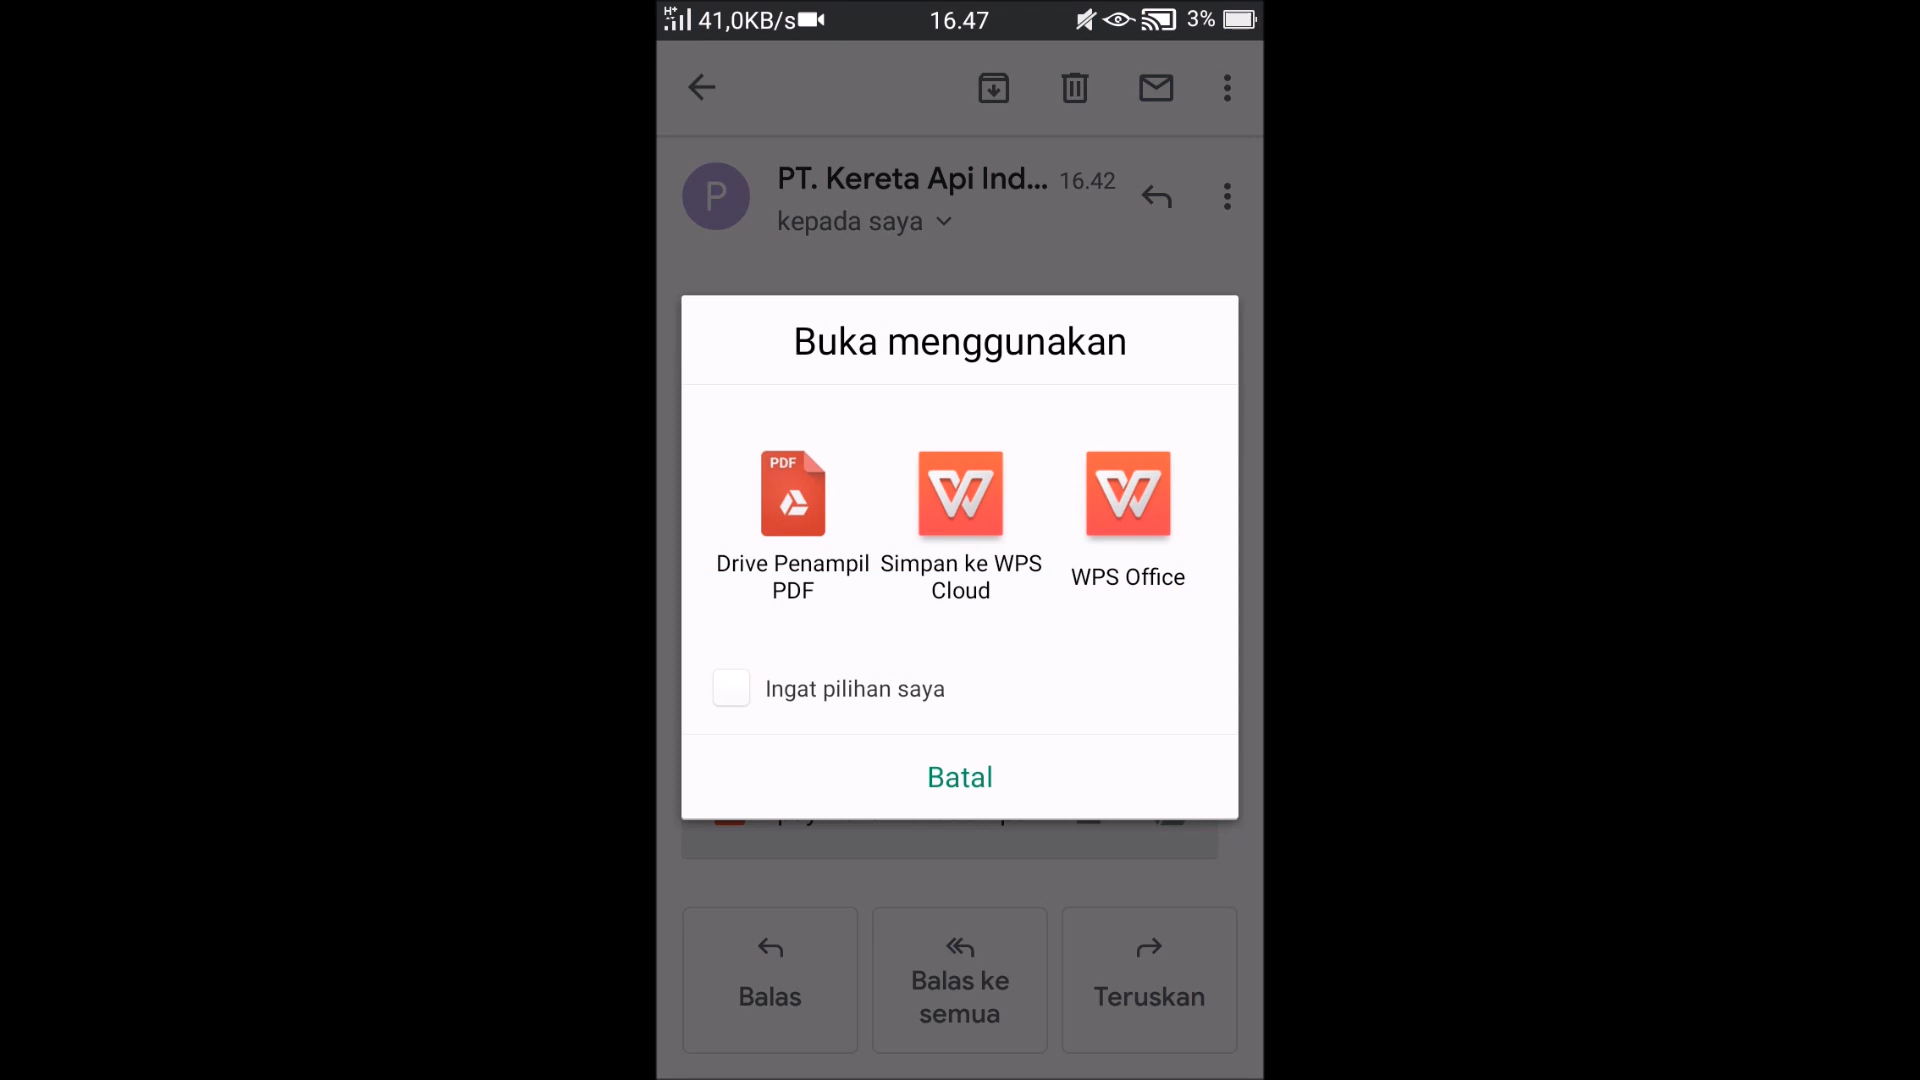 H+ 41,0KB/s 16.47 3%
PT. Kereta Api Ind... 16.42
P
kepada saya
Buka menggunakan
PDF
Drive Penampil PDF
Simpan ke WPS Cloud
WPS Office
Ingat pilihan saya
Batal
Balas
Balas ke semua
Teruskan